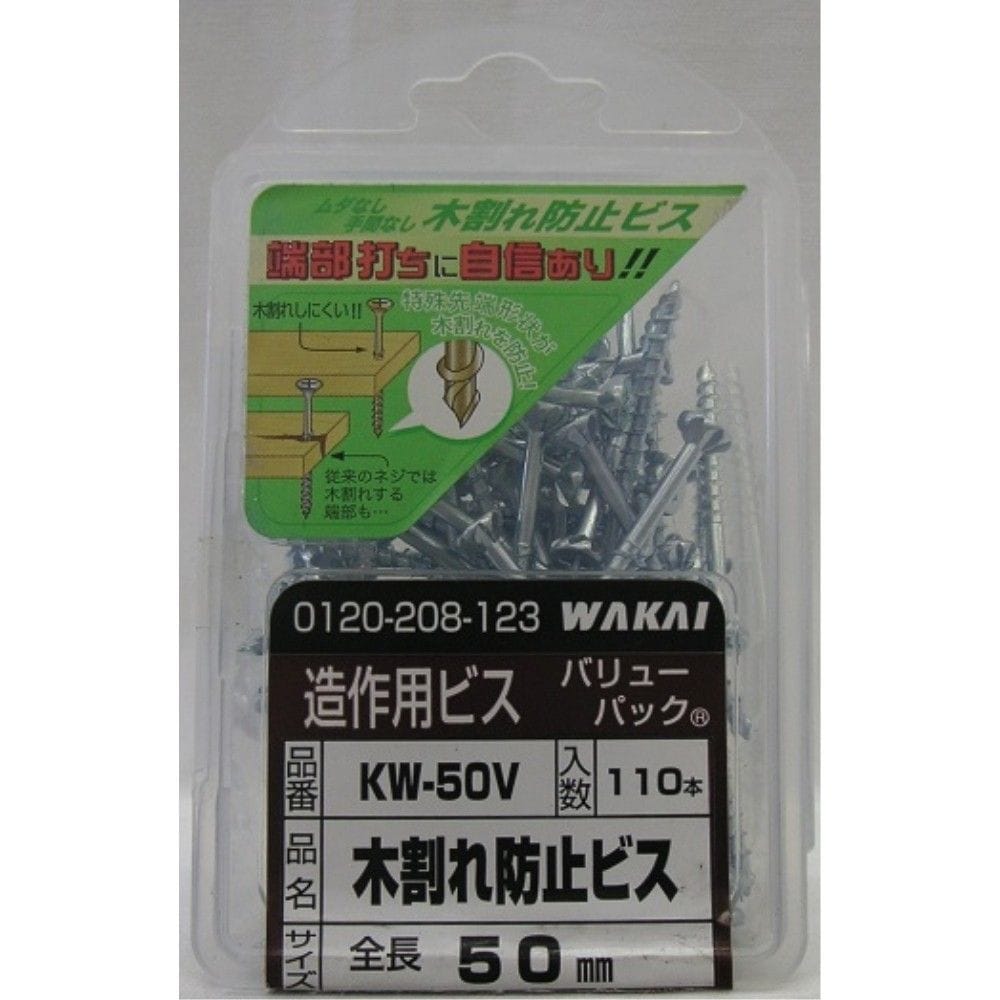 ムダなし
手間なし 木割れ防止ビス
端部打ちに自信あり!!
木割れしにくい!!
特殊先端形状が
木割れを防止!
従来のネジでは
木割れする
端部も…
0120-208-123 WAKAI
造作用ビス バリュー
パック®
品番 KW-50V 入数 110本
品名 木割れ防止ビス
サイズ 全長 50mm